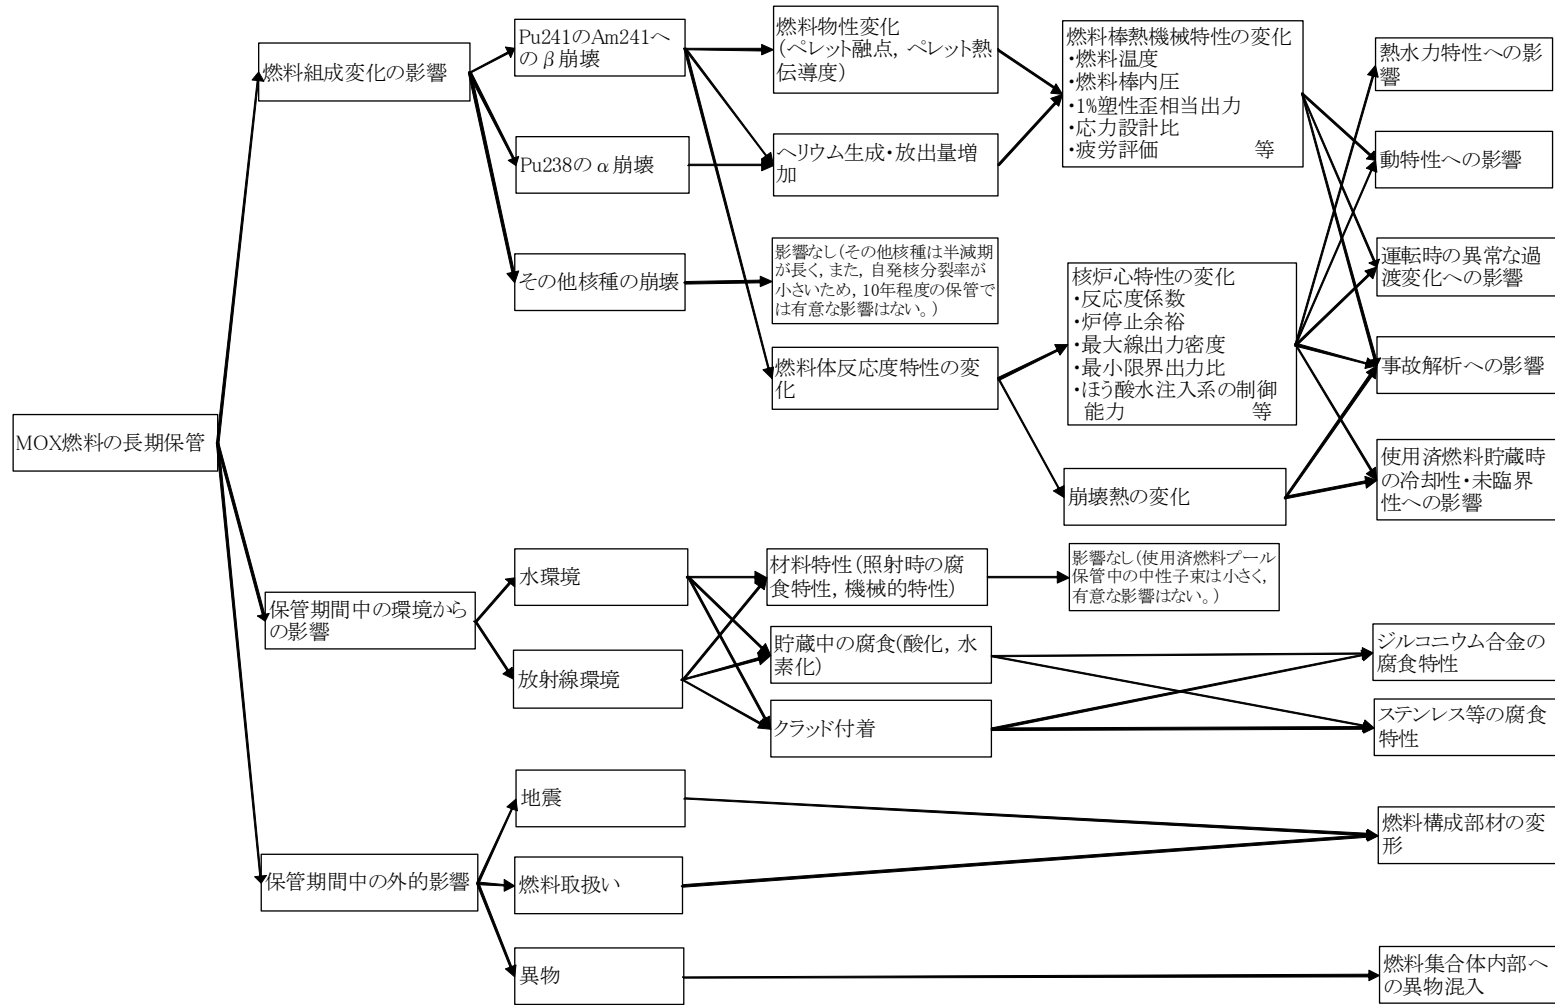 MOX燃料の長期保管
燃料組成変化の影響
保管期間中の環境から
の影響
保管期間中の外的影響
Pu241のAm241へ
のβ崩壊
Pu238のα崩壊
その他核種の崩壊
水環境
放射線環境
地震
燃料取扱い
異物
燃料物性変化
(ペレット融点, ペレット熱
伝導度)
ヘリウム生成・放出量増
加
影響なし(その他核種は半減期
が長く, また, 自発核分裂率が
小さいため, 10年程度の保管で
は有意な影響はない。)
燃料体反応度特性の変
化
材料特性(照射時の腐
食特性, 機械的特性)
貯蔵中の腐食(酸化, 水
素化)
クラッド付着
燃料棒熱機械特性の変化
・燃料温度
・燃料棒内圧
・1%塑性歪相当出力
・応力設計比
・疲労評価 等
核炉心特性の変化
・反応度係数
・炉停止余裕
・最大線出力密度
・最小限界出力比
・ほう酸水注入系の制御
能力 等
崩壊熱の変化
影響なし(使用済燃料プール
保管中の中性子束は小さく,
有意な影響はない。)
熱水力特性への影
響
動特性への影響
運転時の異常な過
渡変化への影響
事故解析への影響
使用済燃料貯蔵時
の冷却性・未臨界
性への影響
ジルコニウム合金の
腐食特性
ステンレス等の腐食
特性
燃料構成部材の変
形
燃料集合体内部へ
の異物混入